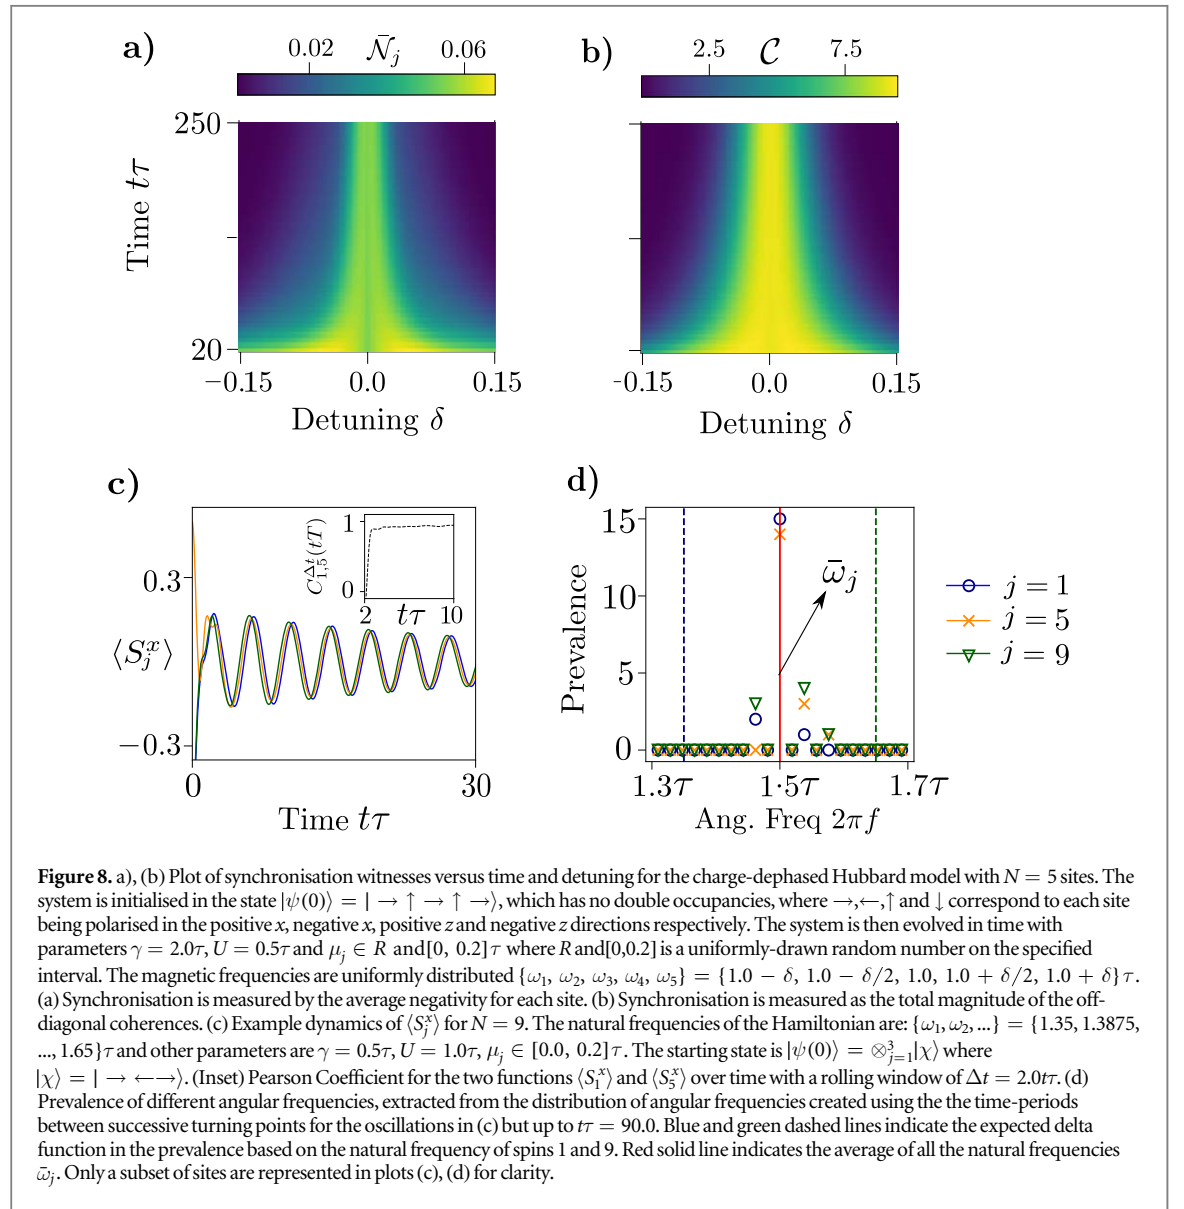 a)
0.02
N̄_j
0.06
b)
2.5
C
7.5
250
Time tτ
20
−0.15
0.0
0.15
Detuning δ
-0.15
0.0
0.15
Detuning δ
c)
0.3
⟨S_j^x⟩
−0.3
0
30
Time tτ
1
C_{1,5}^{Δt}(tT)
0
2
tτ
10
d)
15
10
Prevalence
5
0
ω̄_j
1.3τ
1·5τ
1.7τ
Ang. Freq 2πf
j = 1
j = 5
j = 9
Figure 8. a), (b) Plot of synchronisation witnesses versus time and detuning for the charge-dephased Hubbard model with N = 5 sites. The
system is initialised in the state |ψ(0)⟩ = | → ↑ → ↑ →⟩, which has no double occupancies, where →,←,↑ and ↓ correspond to each site
being polarised in the positive x, negative x, positive z and negative z directions respectively. The system is then evolved in time with
parameters γ = 2.0τ, U = 0.5τ and μ_j ∈ R and[0, 0.2]τ where R and[0,0.2] is a uniformly-drawn random number on the specified
interval. The magnetic frequencies are uniformly distributed {ω_1, ω_2, ω_3, ω_4, ω_5} = {1.0 − δ, 1.0 − δ/2, 1.0, 1.0 + δ/2, 1.0 + δ}τ.
(a) Synchronisation is measured by the average negativity for each site. (b) Synchronisation is measured as the total magnitude of the off-
diagonal coherences. (c) Example dynamics of ⟨S_j^x⟩ for N = 9. The natural frequencies of the Hamiltonian are: {ω_1, ω_2, ...} = {1.35, 1.3875,
..., 1.65}τ and other parameters are γ = 0.5τ, U = 1.0τ, μ_j ∈ [0.0, 0.2]τ. The starting state is |ψ(0)⟩ = ⊗_{j=1}^3|χ⟩ where
|χ⟩ = | → ←→⟩. (Inset) Pearson Coefficient for the two functions ⟨S_1^x⟩ and ⟨S_5^x⟩ over time with a rolling window of Δt = 2.0tτ. (d)
Prevalence of different angular frequencies, extracted from the distribution of angular frequencies created using the the time-periods
between successive turning points for the oscillations in (c) but up to tτ = 90.0. Blue and green dashed lines indicate the expected delta
function in the prevalence based on the natural frequency of spins 1 and 9. Red solid line indicates the average of all the natural frequencies
ω̄_j. Only a subset of sites are represented in plots (c), (d) for clarity.